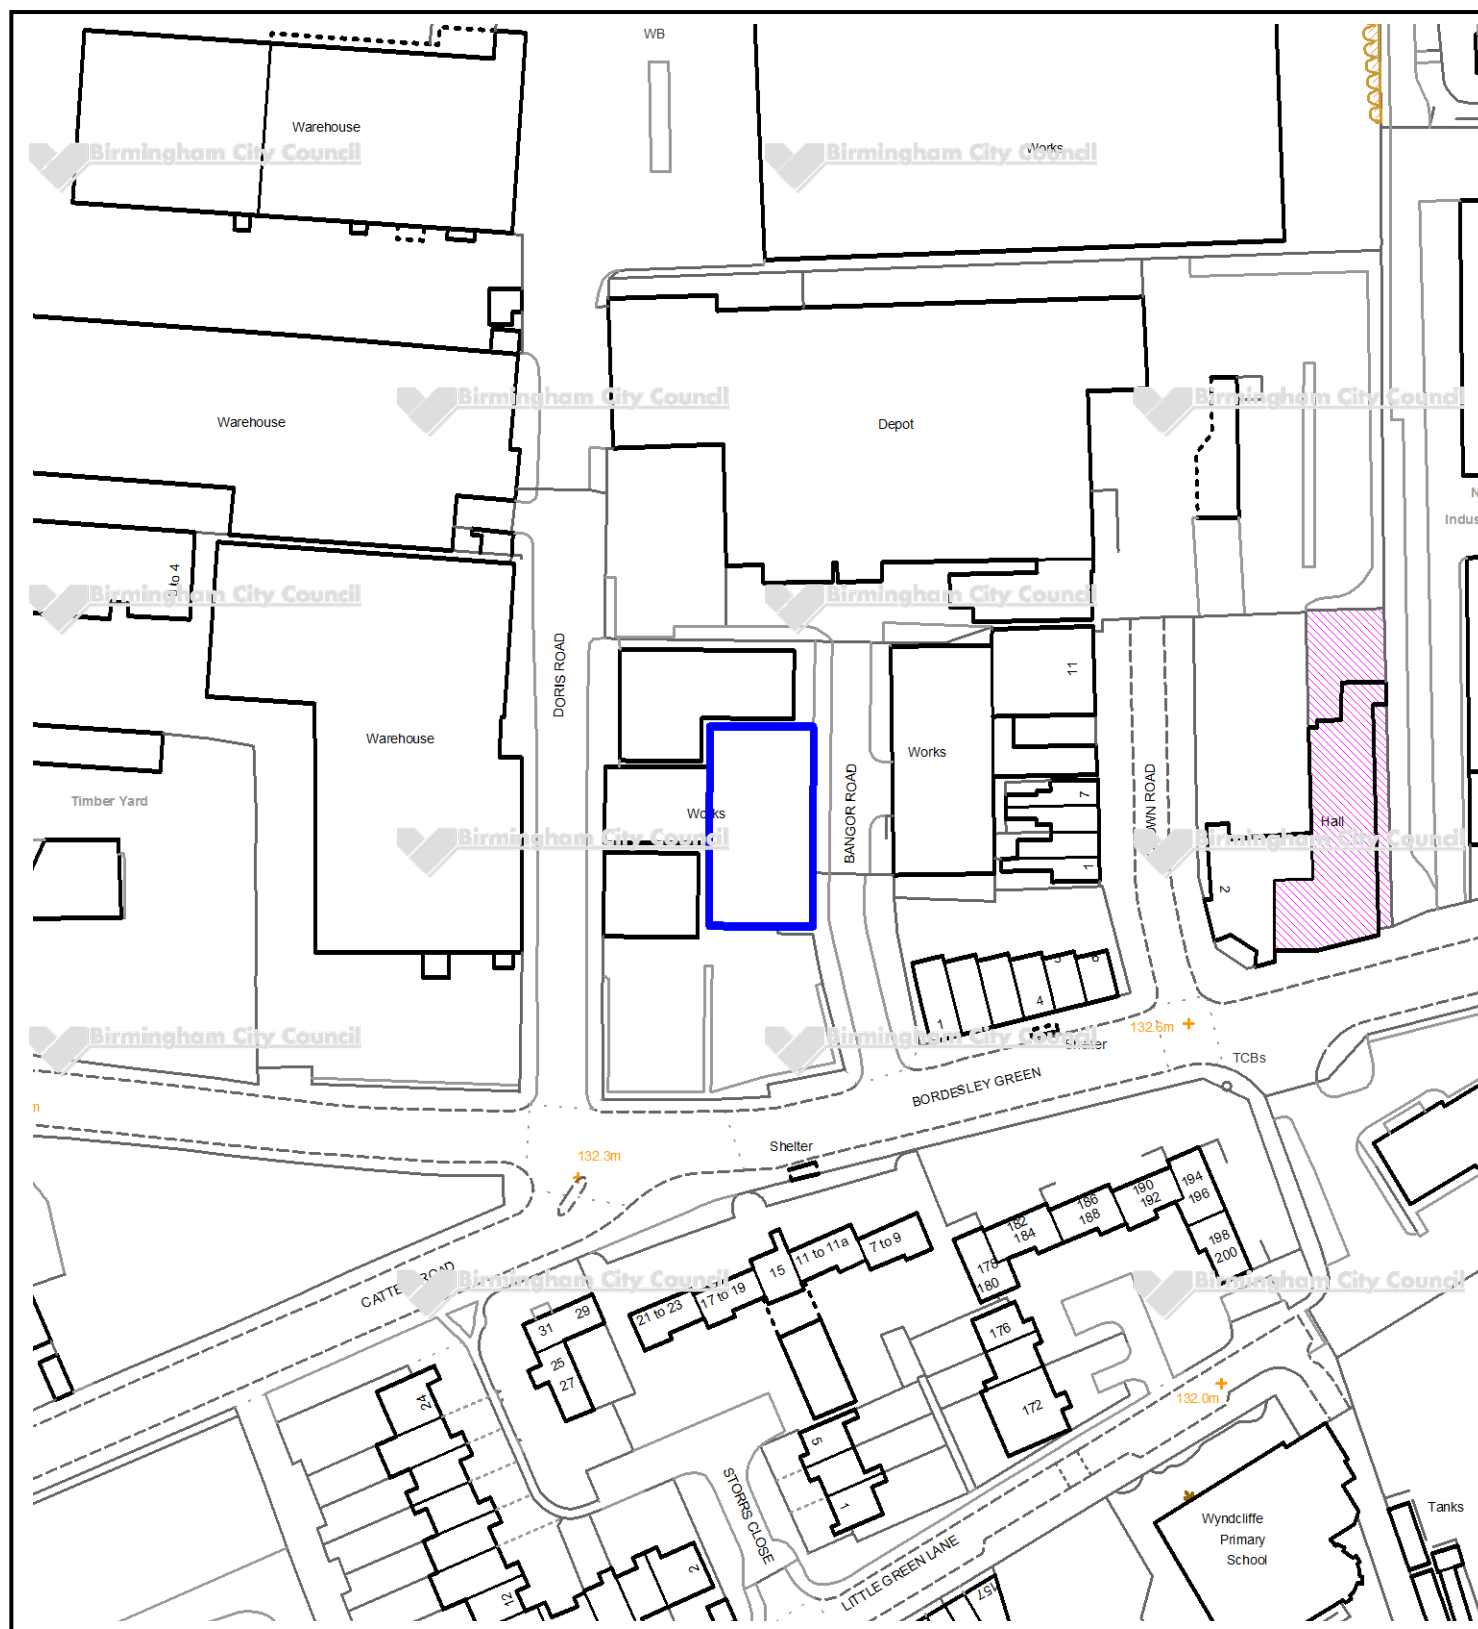 WB
Warehouse
Works
Birmingham City Council
Birmingham City Council
Warehouse
Depot
Birmingham City Council
Birmingham City Council
Indus
to 4
Birmingham City Council
Birmingham City Council
DORIS ROAD
11
Warehouse
Works
BANGOR ROAD
7
1
Timber Yard
Works
Hall
2
Birmingham City Council
Birmingham City Council
1
4
5
6
132.6m
Shelter
Birmingham City Council
Birmingham City Council
TCBs
BORDESLEY GREEN
m
Shelter
132.3m
182
184
186
188
190
192
194
196
198
200
178
180
7 to 9
11 to 11a
15
17 to 19
21 to 23
Birmingham City Council
Birmingham City Council
29
31
25
27
24
176
172
132.0m
5
1
STORRS CLOSE
LITTLE GREEN LANE
2
12
157
Wyndcliffe
Primary
School
Tanks